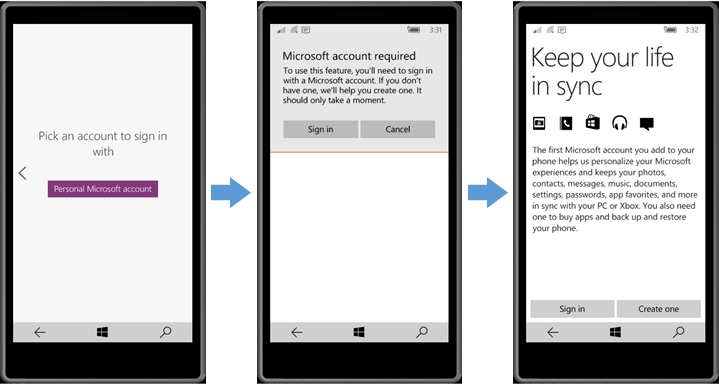 Pick an account to sign in
with
Personal Microsoft account
3:31
Microsoft account required
To use this feature, you'll need to sign in
with a Microsoft account. If you don't
have one, we'll help you create one. It
should only take a moment.
Sign in
Cancel
3:32
Keep your life
in sync
The first Microsoft account you add to your
phone helps us personalize your Microsoft
experiences and keeps your photos,
contacts, messages, music, documents,
settings, passwords, app favorites, and more
in sync with your PC or Xbox. You also need
one to buy apps and back up and restore
your phone.
Sign in
Create one